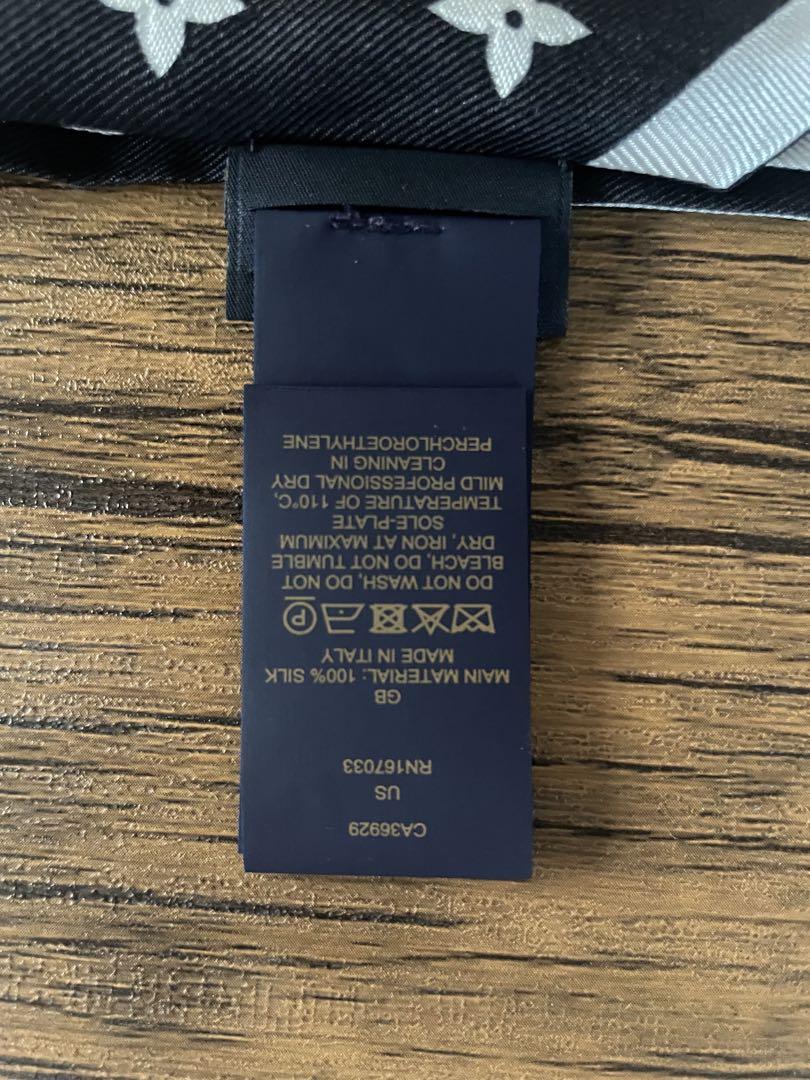 CA36929
US
RN167033
GB
MAIN MATERIAL: 100% SILK
MADE IN ITALY
P
DO NOT WASH, DO NOT
BLEACH, DO NOT TUMBLE
DRY, IRON AT MAXIMUM
SOLE-PLATE
TEMPERATURE OF 110°C,
MILD PROFESSIONAL DRY
CLEANING IN
PERCHLOROETHYLENE